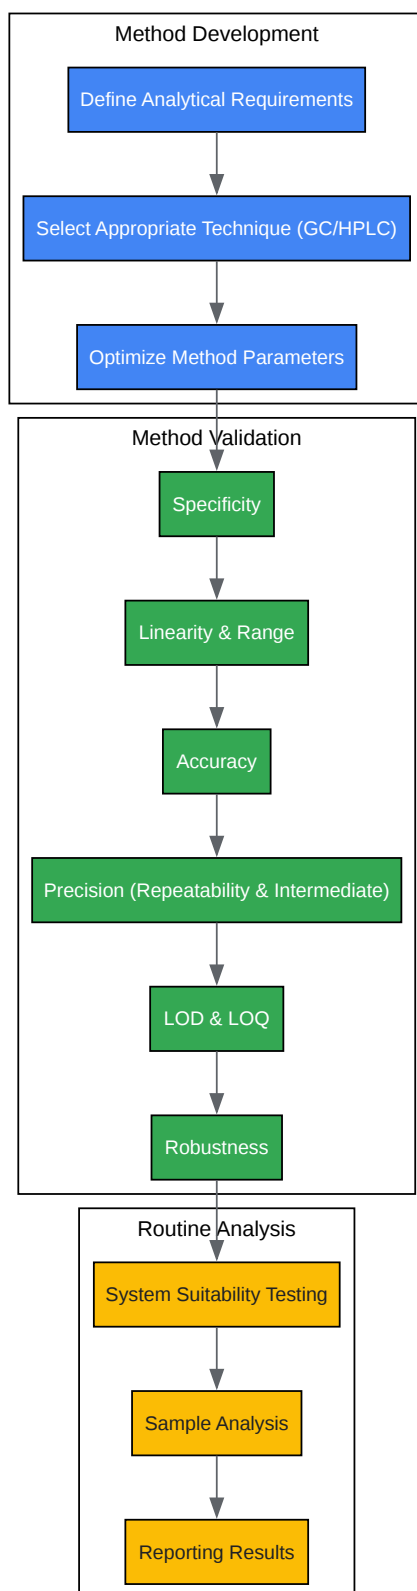 Method Development
Define Analytical Requirements
Select Appropriate Technique (GC/HPLC)
Optimize Method Parameters
Method Validation
Specificity
Linearity & Range
Accuracy
Precision (Repeatability & Intermediate)
LOD & LOQ
Robustness
Routine Analysis
System Suitability Testing
Sample Analysis
Reporting Results